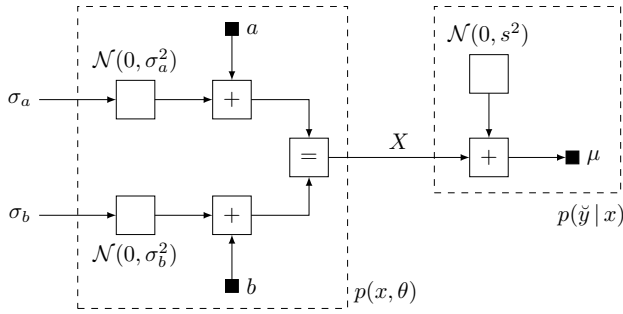 a
𝒩(0, σ_a^2)
𝒩(0, s^2)
σ_a
+
X
=
+
μ
σ_b
+
p(y̆ | x)
𝒩(0, σ_b^2)
b
p(x, θ)